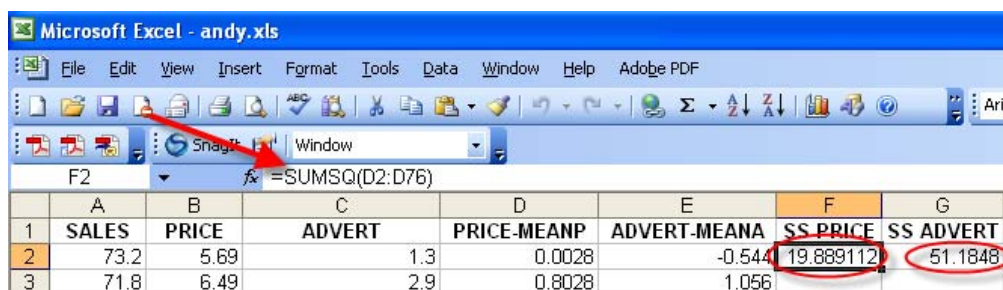 Microsoft Excel - andy.xls
File Edit View Insert Format Tools Data Window Help Adobe PDF
SnagIt Window
F2 fx =SUMSQ(D2:D76)
A B C D E F G
1 SALES PRICE ADVERT PRICE-MEANP ADVERT-MEANA SS PRICE SS ADVERT
2 73.2 5.69 1.3 0.0028 -0.544 19.889112 51.1848
3 71.8 6.49 2.9 0.8028 1.056